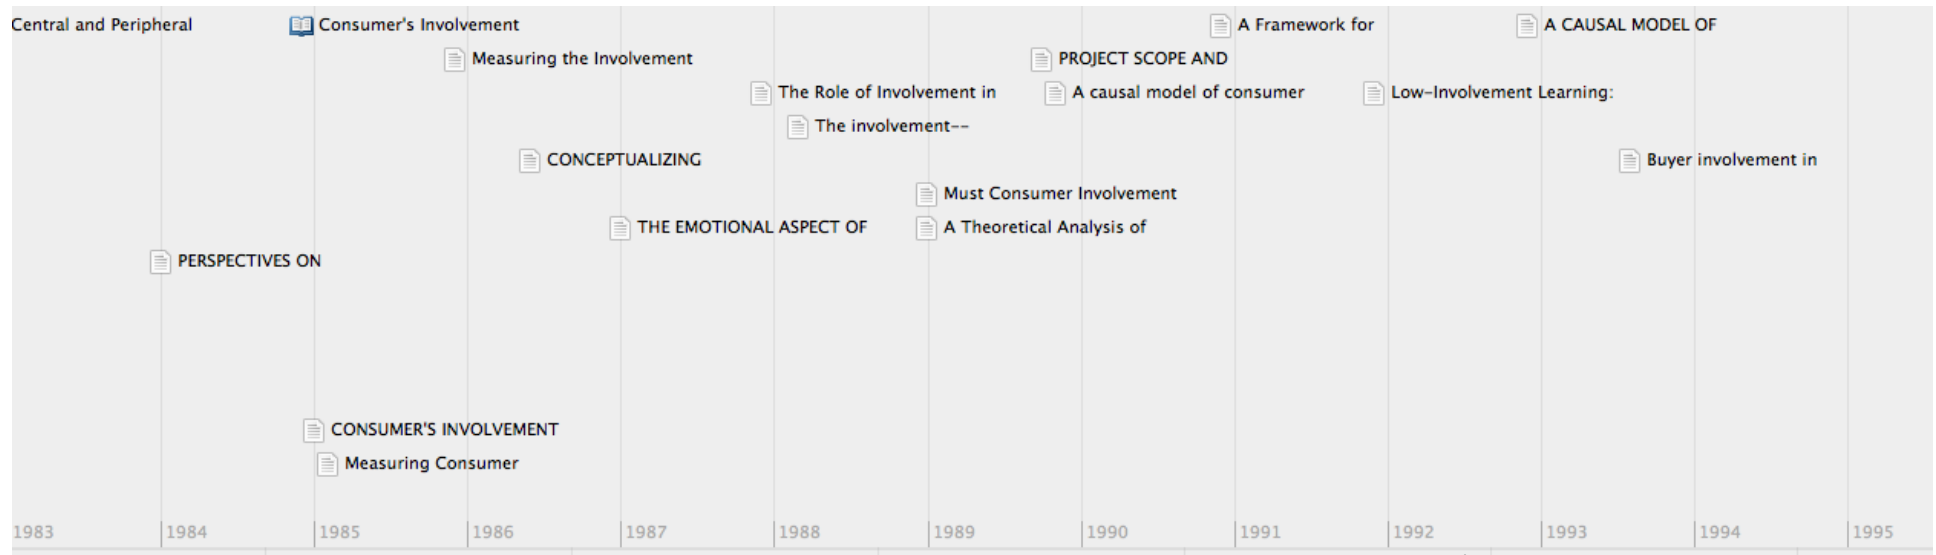 Central and Peripheral
Consumer's Involvement
A Framework for
A CAUSAL MODEL OF
Measuring the Involvement
PROJECT SCOPE AND
The Role of Involvement in
A causal model of consumer
Low-Involvement Learning:
The involvement--
CONCEPTUALIZING
Buyer involvement in
Must Consumer Involvement
THE EMOTIONAL ASPECT OF
A Theoretical Analysis of
PERSPECTIVES ON
CONSUMER'S INVOLVEMENT
Measuring Consumer
1983
1984
1985
1986
1987
1988
1989
1990
1991
1992
1993
1994
1995